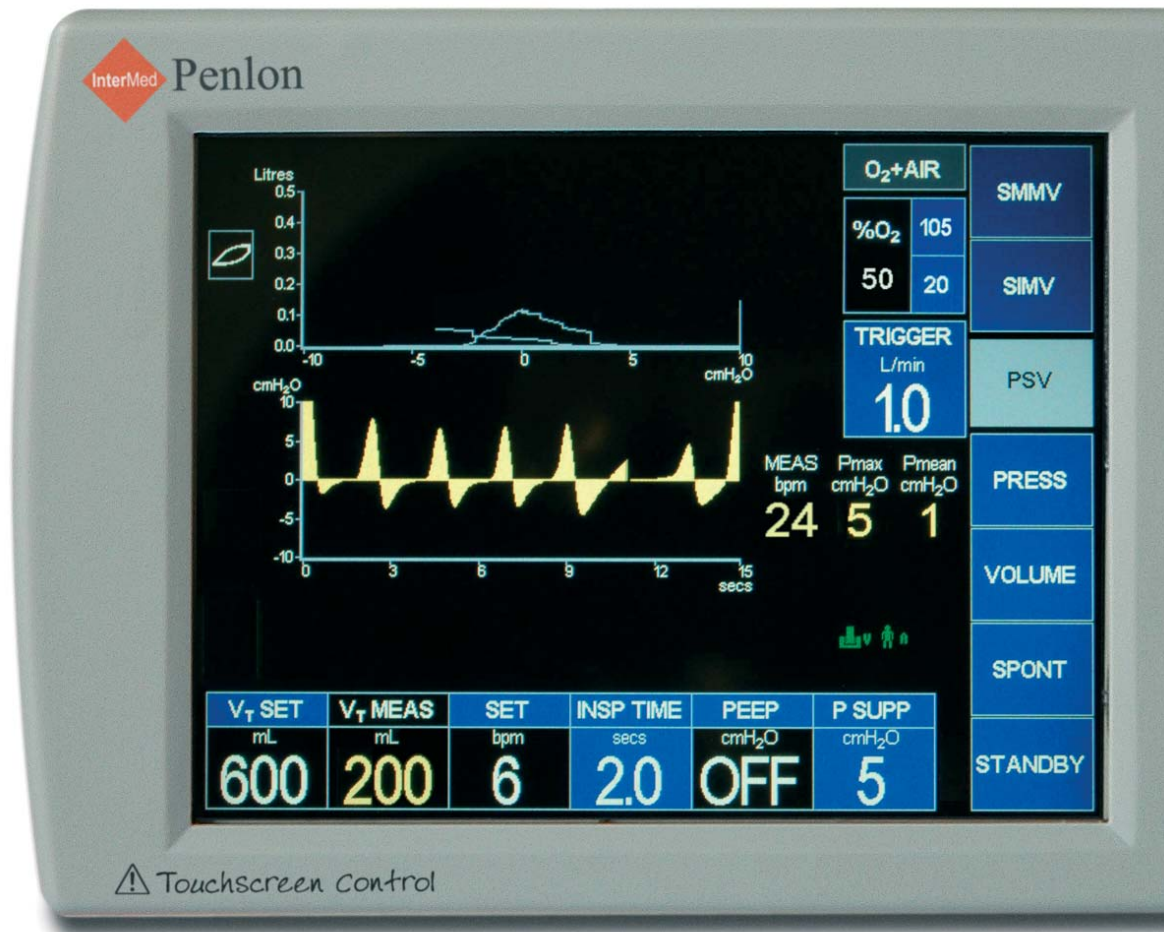 InterMed Penlon
Litres
0.5
0.4
0.3
0.2
0.1
0.0
-10 -5 0 5 10
cmH₂O
cmH₂O
10
5
0
-5
-10
0 3 6 9 12 15
secs
O₂+AIR
%O₂ 105
50 20
TRIGGER
L/min
1.0
MEAS Pmax Pmean
bpm cmH₂O cmH₂O
24 5 1
V
SMMV
SIMV
PSV
PRESS
VOLUME
SPONT
STANDBY
V_T SET V_T MEAS SET INSP TIME PEEP P SUPP
mL mL bpm secs cmH₂O cmH₂O
600 200 6 2.0 OFF 5
Touchscreen Control